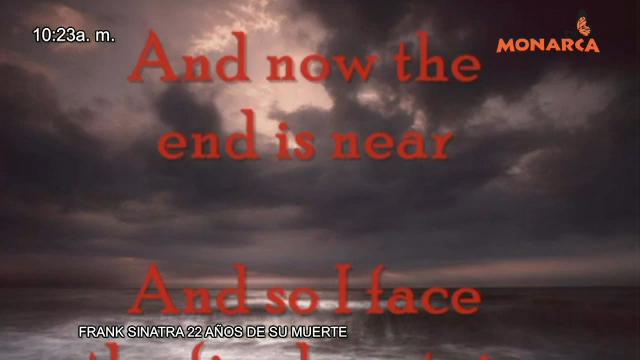 10:23a. m.
MONARCA
And now the
end is near
And so I face
FRANK SINATRA 22 AÑOS DE SU MUERTE